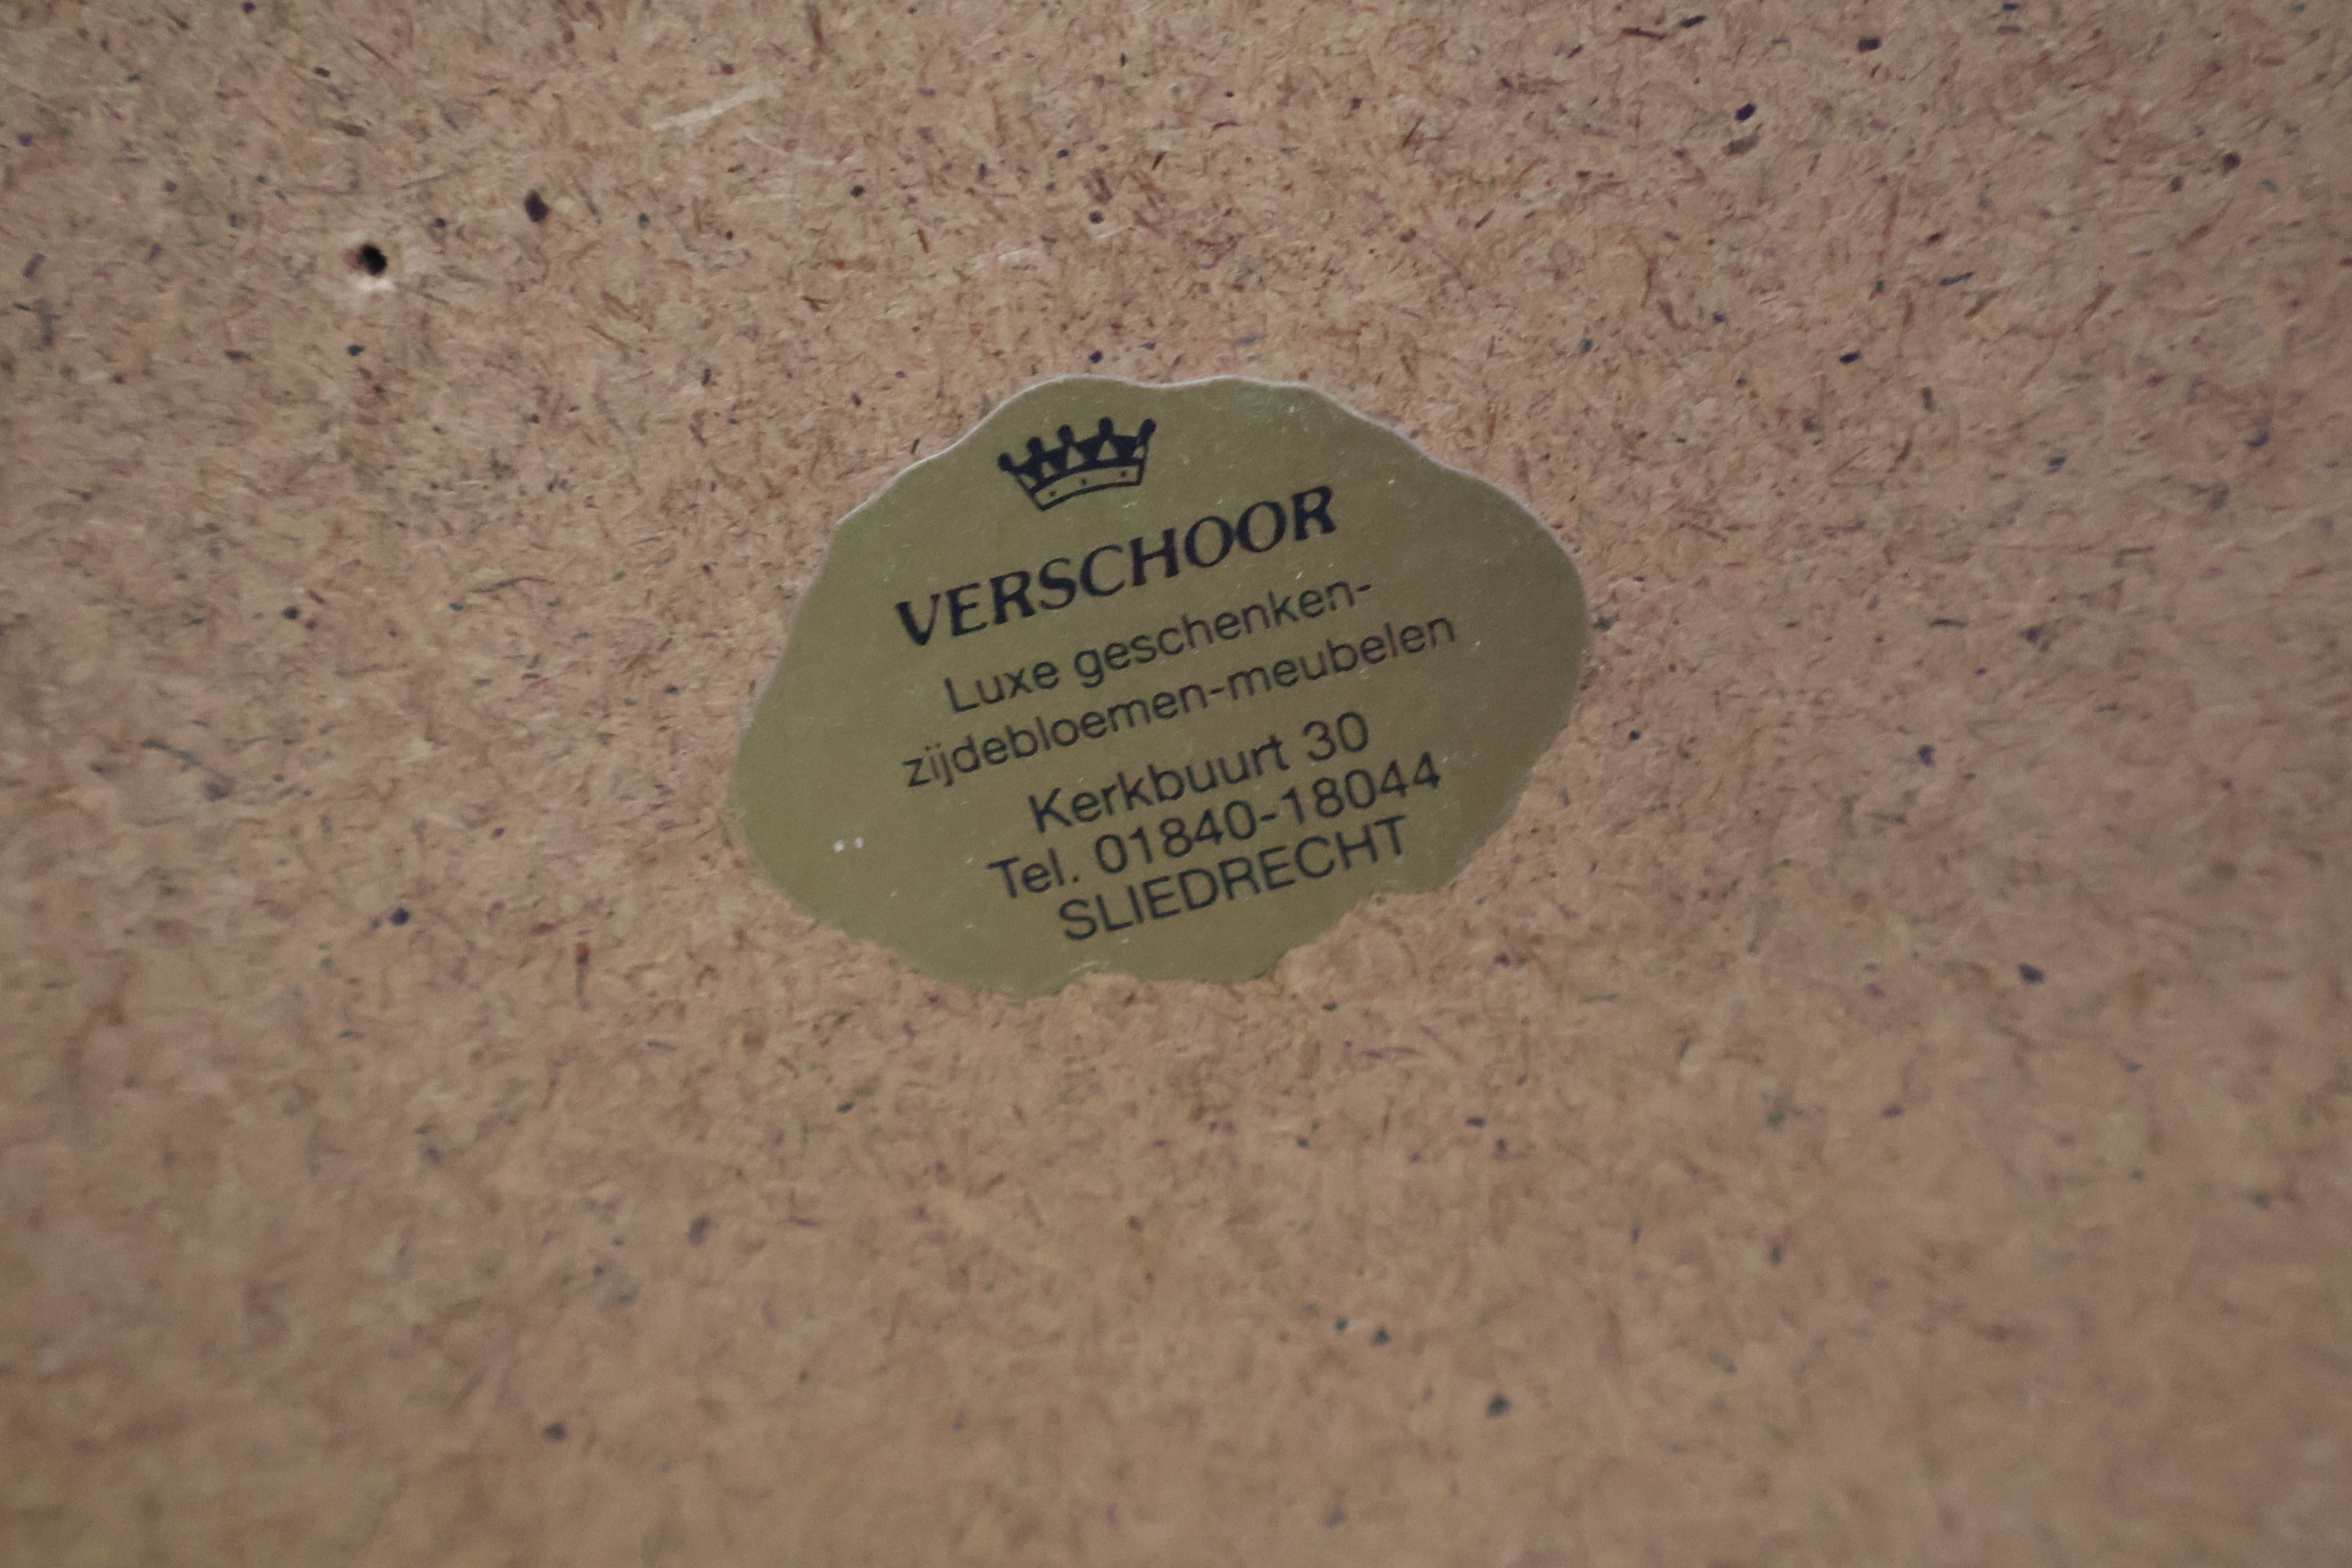 VERSCHOOR
Luxe geschenken-
zijdebloemen-meubelen
Kerkbuurt 30
Tel. 01840-18044
SLIEDRECHT